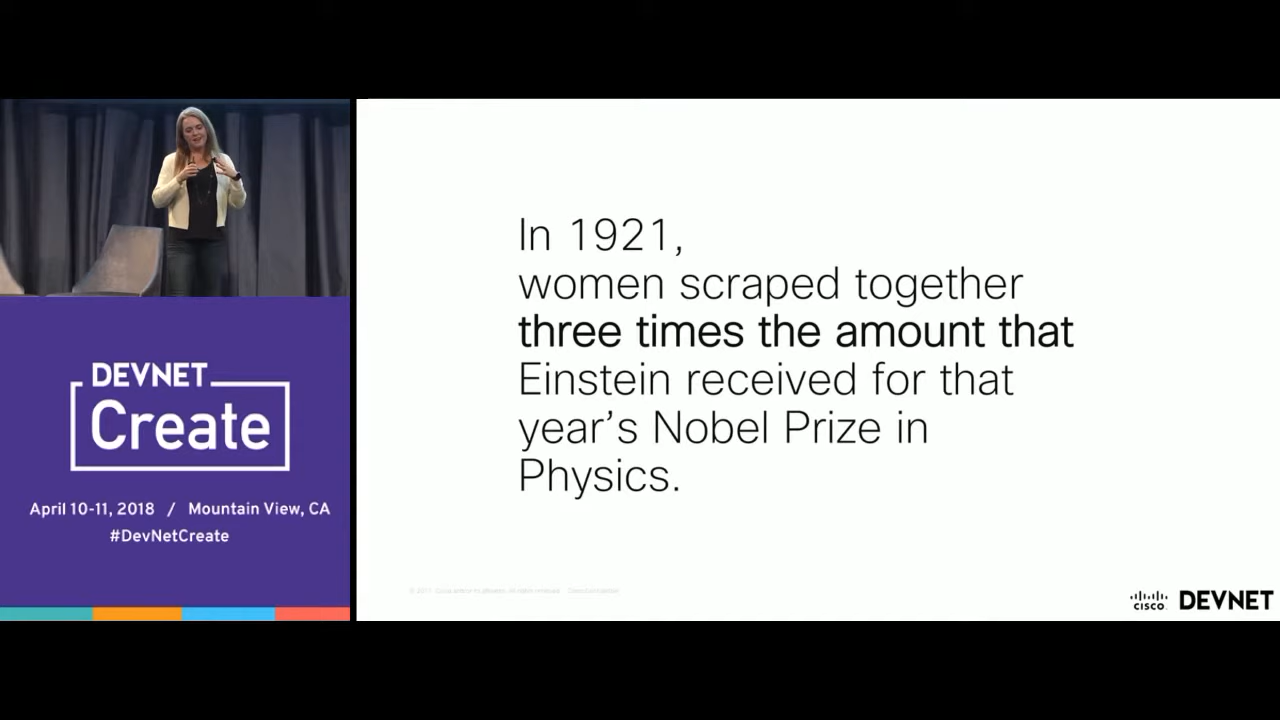 DEVNET
Create
April 10-11, 2018 / Mountain View, CA
#DevNetCreate
In 1921,
women scraped together
three times the amount that
Einstein received for that
year’s Nobel Prize in
Physics.
CISCO DEVNET